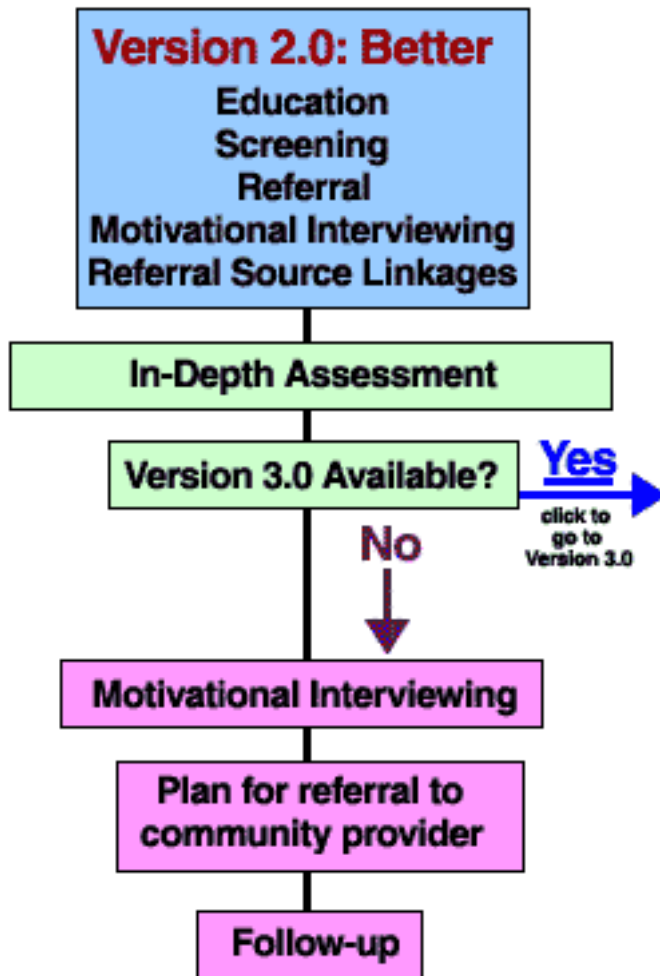 Version 2.0: Better
Education
Screening
Referral
Motivational Interviewing
Referral Source Linkages
In-Depth Assessment
Version 3.0 Available?
Yes
click to
go to
Version 3.0
No
Motivational Interviewing
Plan for referral to
community provider
Follow-up